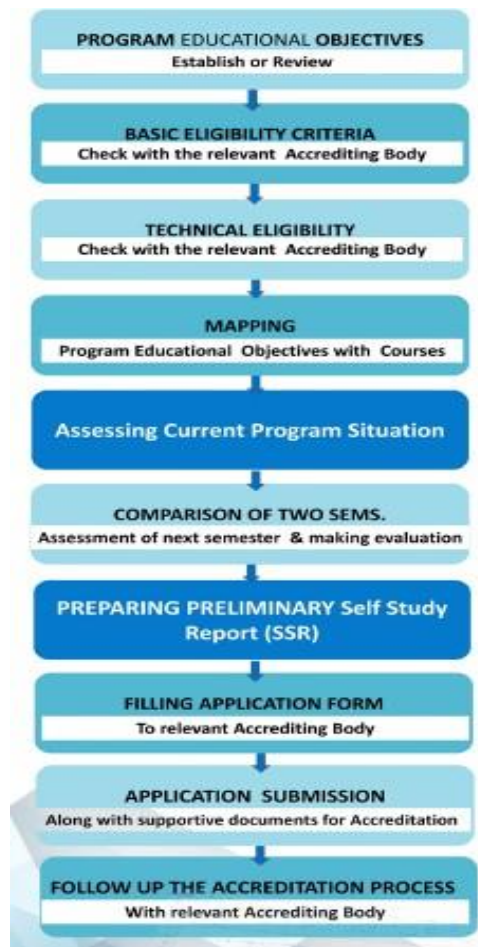 PROGRAM EDUCATIONAL OBJECTIVES
Establish or Review
BASIC ELIGIBILITY CRITERIA
Check with the relevant Accrediting Body
TECHNICAL ELIGIBILITY
Check with the relevant Accrediting Body
MAPPING
Program Educational Objectives with Courses
Assessing Current Program Situation
COMPARISON OF TWO SEMS.
Assessment of next semester & making evaluation
PREPARING PRELIMINARY Self Study
Report (SSR)
FILLING APPLICATION FORM
To relevant Accrediting Body
APPLICATION SUBMISSION
Along with supportive documents for Accreditation
FOLLOW UP THE ACCREDITATION PROCESS
With relevant Accrediting Body